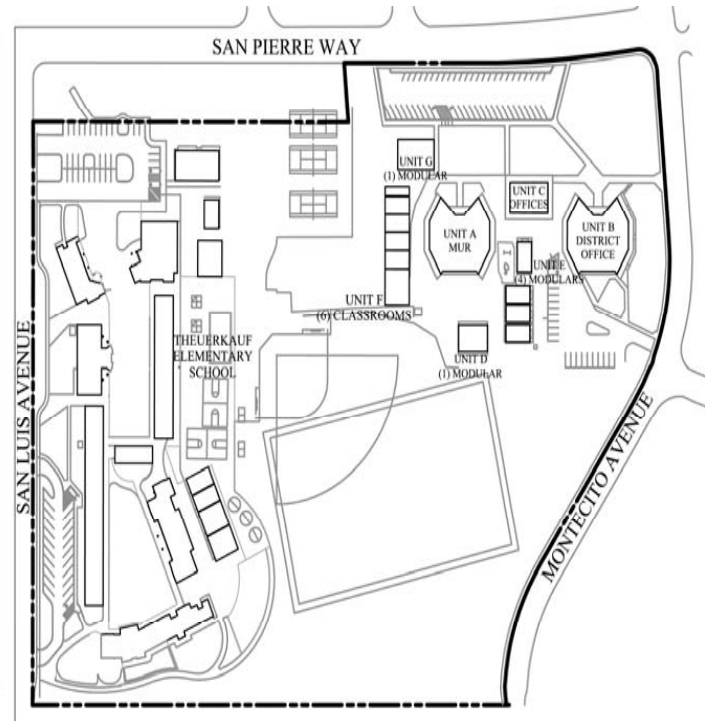 SAN PIERRE WAY
UNIT G
(1) MODULAR
UNIT C
OFFICES
UNIT A
MUR
UNIT B
DISTRICT
OFFICE
UNIT E
(4) MODULARS
UNIT F
(6) CLASSROOMS
THEUERKAUF
ELEMENTARY
SCHOOL
UNIT D
(1) MODULAR
SAN LUIS AVENUE
MONTECITO AVENUE